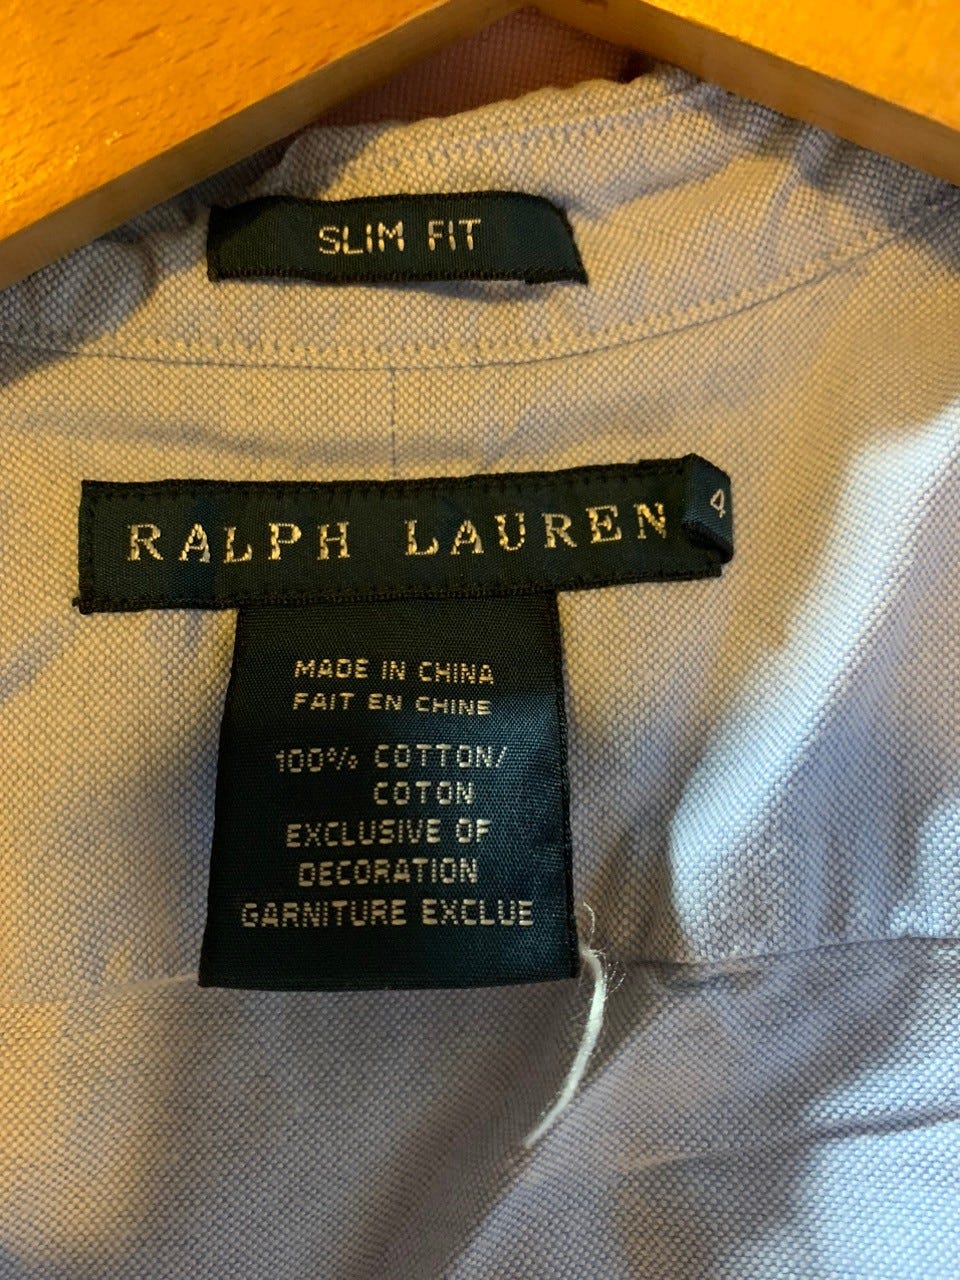 SLIM FIT
RALPH LAUREN 4
MADE IN CHINA
FAIT EN CHINE
100% COTTON/
COTON
EXCLUSIVE OF
DECORATION
GARNITURE EXCLUE